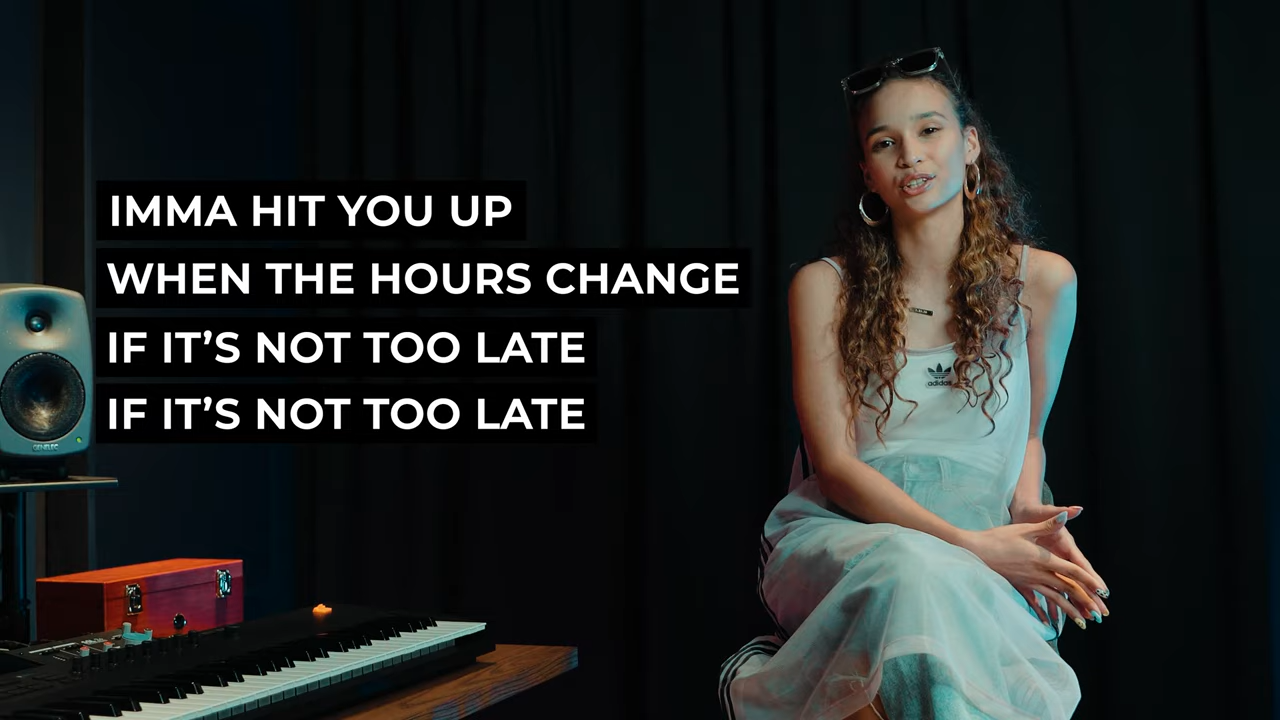 IMMA HIT YOU UP
WHEN THE HOURS CHANGE
IF IT’S NOT TOO LATE
IF IT’S NOT TOO LATE
adidas
GENELEC